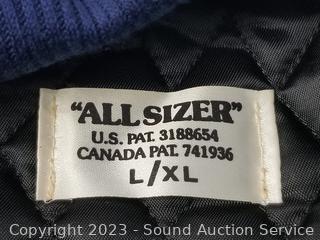 "ALL SIZER"
U.S. PAT. 3188654
CANADA PAT. 741936
L/XL
Copyright 2023 - Sound Auction Service